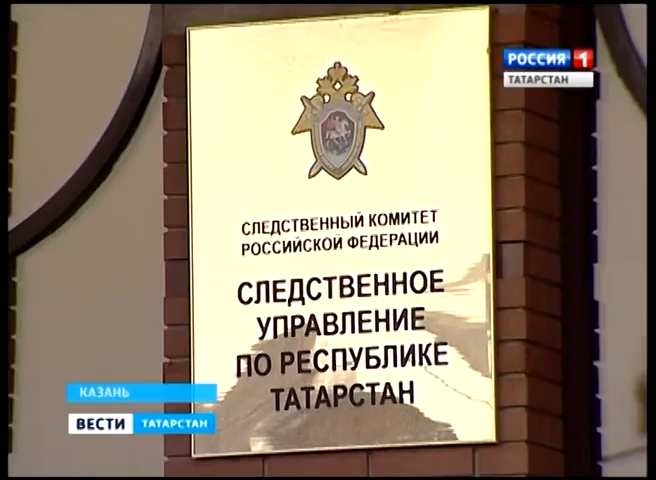 РОССИЯ 1
ТАТАРСТАН
СЛЕДСТВЕННЫЙ КОМИТЕТ
РОССИЙСКОЙ ФЕДЕРАЦИИ
СЛЕДСТВЕННОЕ
УПРАВЛЕНИЕ
ПО РЕСПУБЛИКЕ
ТАТАРСТАН
КАЗАНЬ
ВЕСТИ ТАТАРСТАН